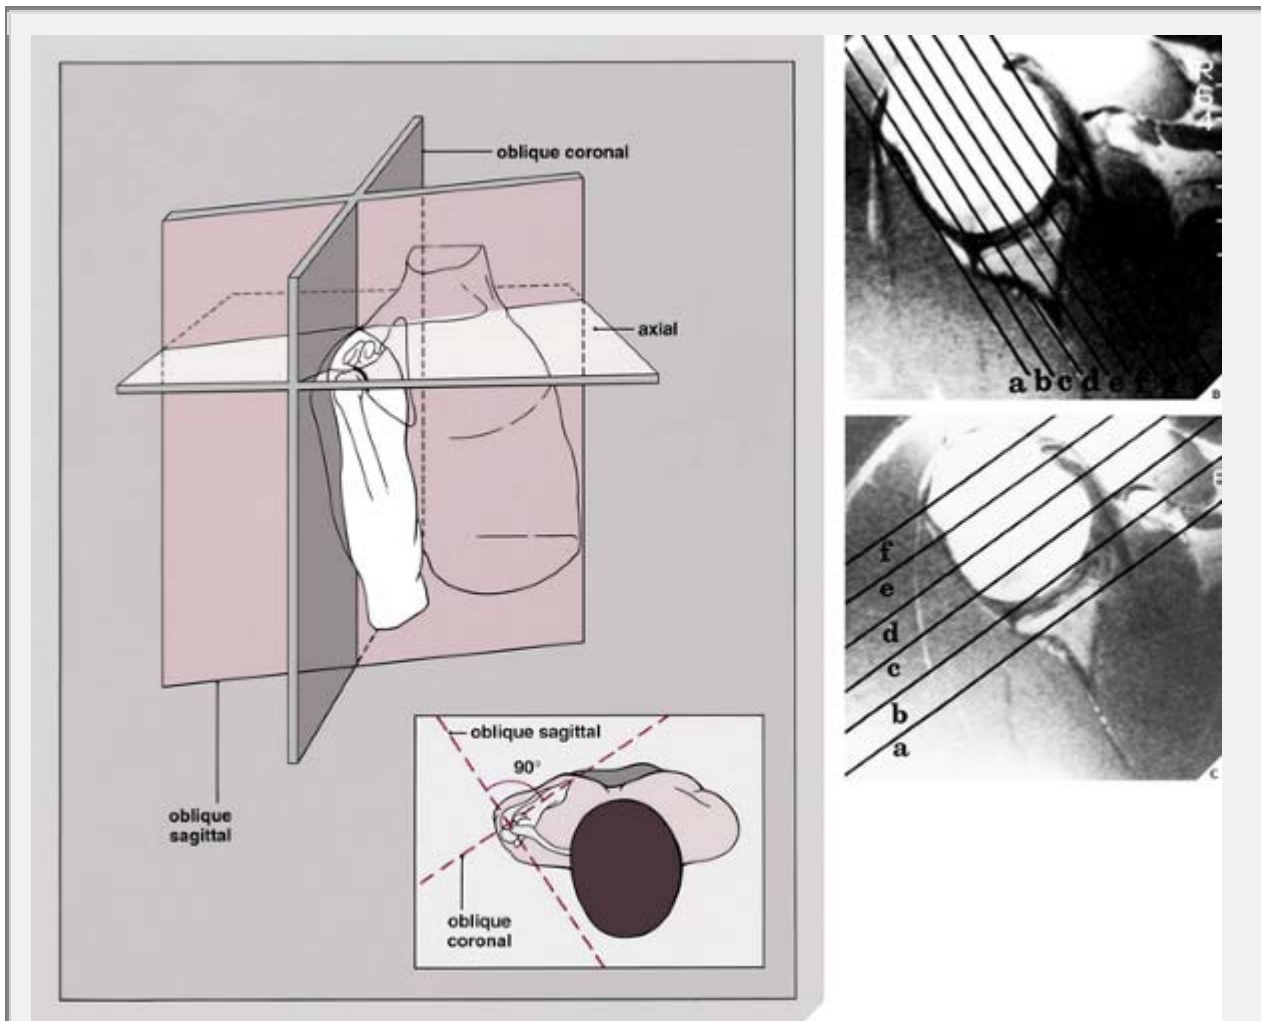 oblique coronal
axial
oblique
sagittal
oblique sagittal
90°
oblique
coronal
a b c d e f
B
f
e
d
c
b
a
C